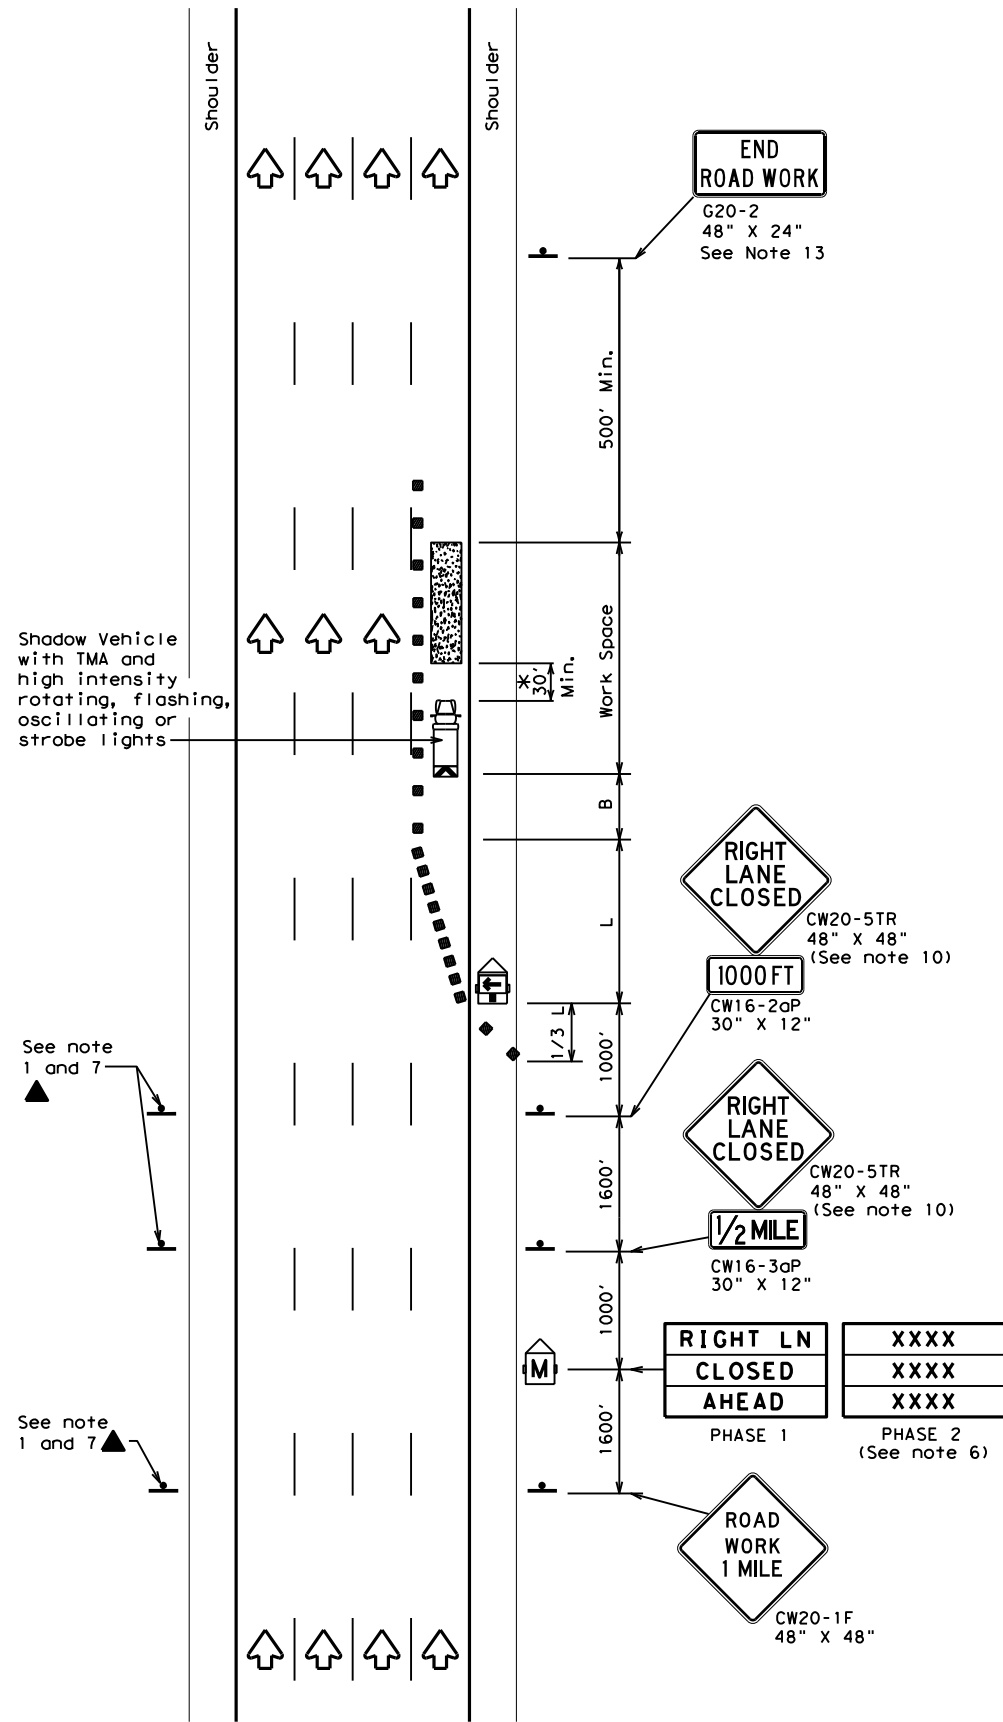 Shoulder
Shoulder
END
ROAD WORK
G20-2
48" X 24"
See Note 13
500' Min.
Shadow Vehicle
with TMA and
high intensity
rotating, flashing,
oscillating or
strobe lights
*
30'
Min.
Work Space
B
L
RIGHT
LANE
CLOSED
CW20-5TR
48" X 48"
(See note 10)
1000 FT
CW16-2aP
30" X 12"
1/3 L
1000'
See note
1 and 7
RIGHT
LANE
CLOSED
CW20-5TR
48" X 48"
(See note 10)
1/2 MILE
CW16-3aP
30" X 12"
1600'
1000'
M
RIGHT LN
CLOSED
AHEAD
PHASE 1
XXXX
XXXX
XXXX
PHASE 2
(See note 6)
1600'
See note
1 and 7
ROAD
WORK
1 MILE
CW20-1F
48" X 48"